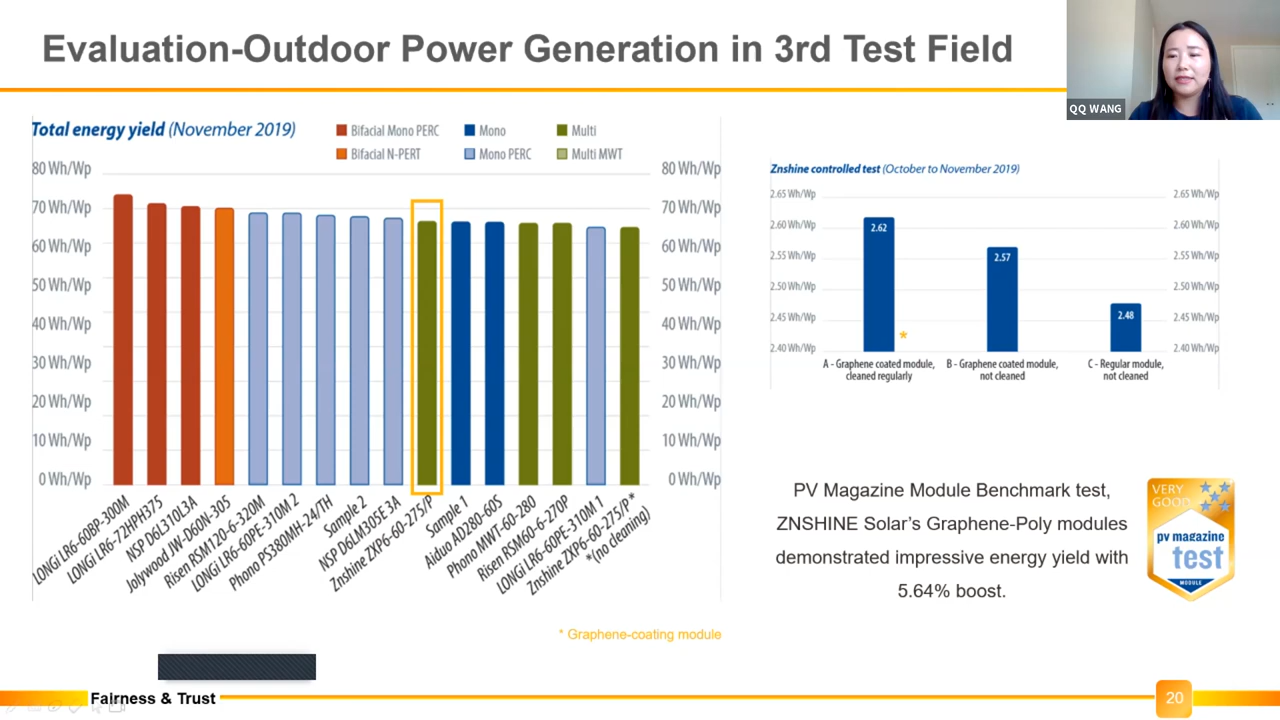 Evaluation-Outdoor Power Generation in 3rd Test Field
QQ WANG
Total energy yield (November 2019)
Bifacial Mono PERC
Mono
Multi
Bifacial N-PERT
Mono PERC
Multi MWT
80 Wh/Wp
70 Wh/Wp
60 Wh/Wp
50 Wh/Wp
40 Wh/Wp
30 Wh/Wp
20 Wh/Wp
10 Wh/Wp
0 Wh/Wp
80 Wh/Wp
70 Wh/Wp
60 Wh/Wp
50 Wh/Wp
40 Wh/Wp
30 Wh/Wp
20 Wh/Wp
10 Wh/Wp
0 Wh/Wp
LONGi LR6-60BP-300M
LONGi LR6-72HPH375
NSP D6L310L3A
Jolywood JW-D60N-305
Risen RSM120-6-320M
LONGi LR6-60PE-310M 2
Phono PS380MH-24/TH
Sample 2
NSP D6LM305E 3A
Znshine ZXP6-60-275/P
Sample 1
Aiduo AD280-60S
Phono MWT-60-280
Risen RSM60-6-270P
LONGi LR6-60PE-310M 1
Znshine ZXP6-60-275/P*
*(no cleaning)
Znshine controlled test (October to November 2019)
2.65 Wh/Wp
2.60 Wh/Wp
2.55 Wh/Wp
2.50 Wh/Wp
2.45 Wh/Wp
2.40 Wh/Wp
2.65 Wh/Wp
2.60 Wh/Wp
2.55 Wh/Wp
2.50 Wh/Wp
2.45 Wh/Wp
2.40 Wh/Wp
2.62
2.57
2.48
*
A - Graphene coated module,
cleaned regularly
B - Graphene coated module,
not cleaned
C - Regular module,
not cleaned
PV Magazine Module Benchmark test,
ZNSHINE Solar's Graphene-Poly modules
demonstrated impressive energy yield with
5.64% boost.
VERY
GOOD
pv magazine
test
MODULE
* Graphene-coating module
Fairness & Trust
20